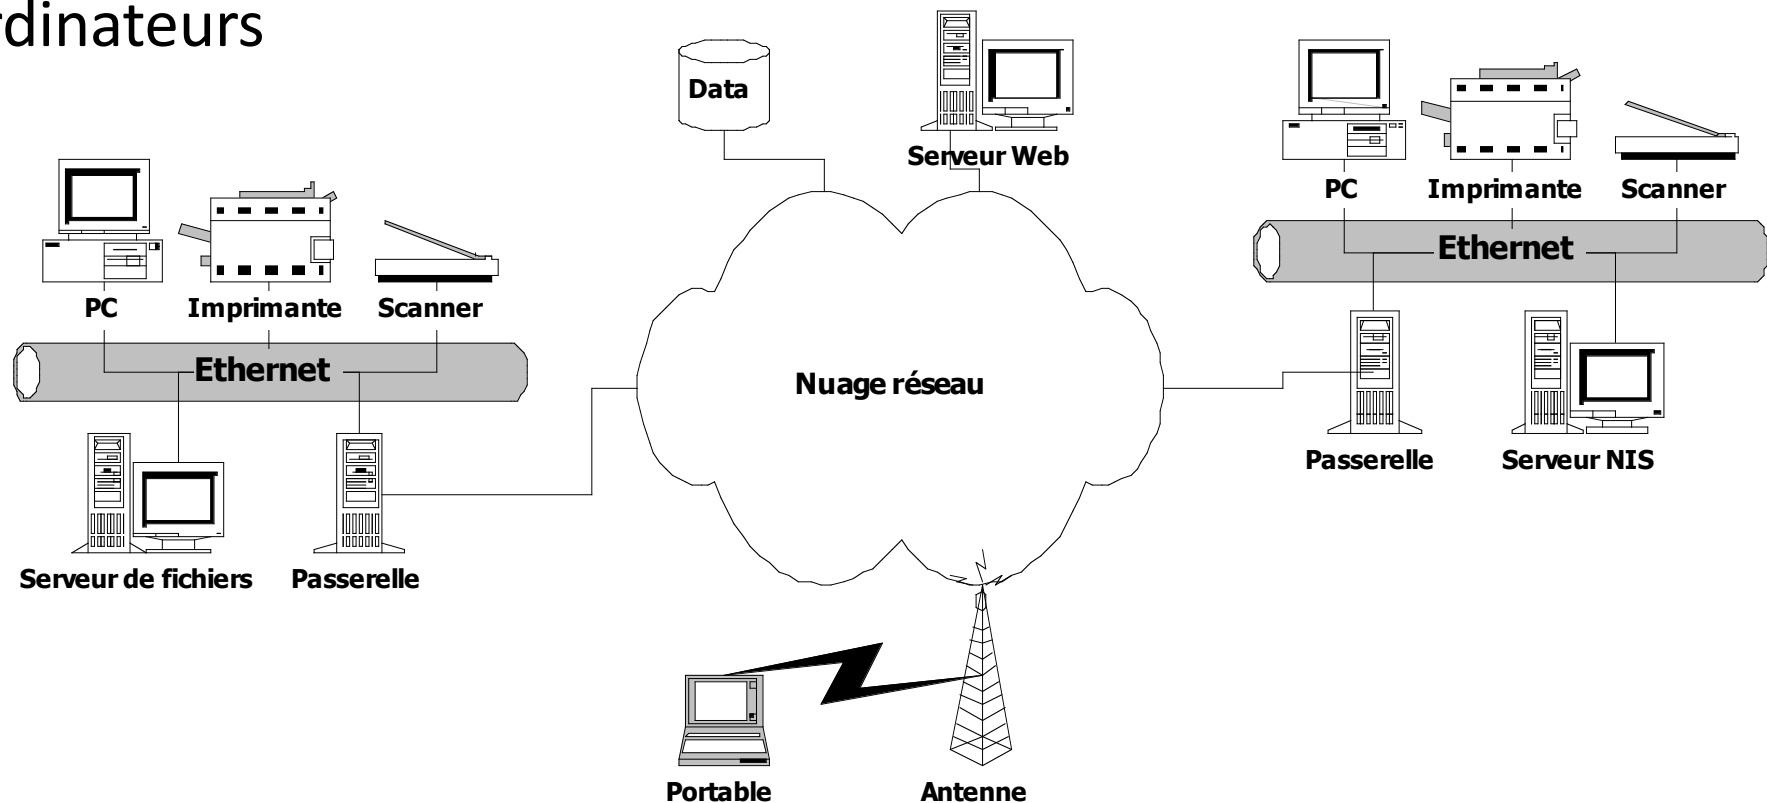 rdinateurs
Data
Serveur Web
PC Imprimante Scanner
Ethernet
PC Imprimante Scanner
Ethernet
Nuage réseau
Passerelle Serveur NIS
Serveur de fichiers Passerelle
Portable Antenne